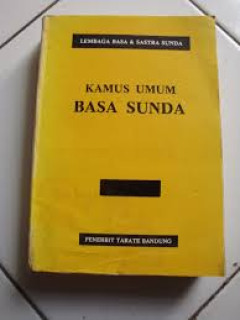 LEMBAGA BASA & SASTRA SUNDA
KAMUS UMUM
BASA SUNDA
PENERBIT TARATE BANDUNG